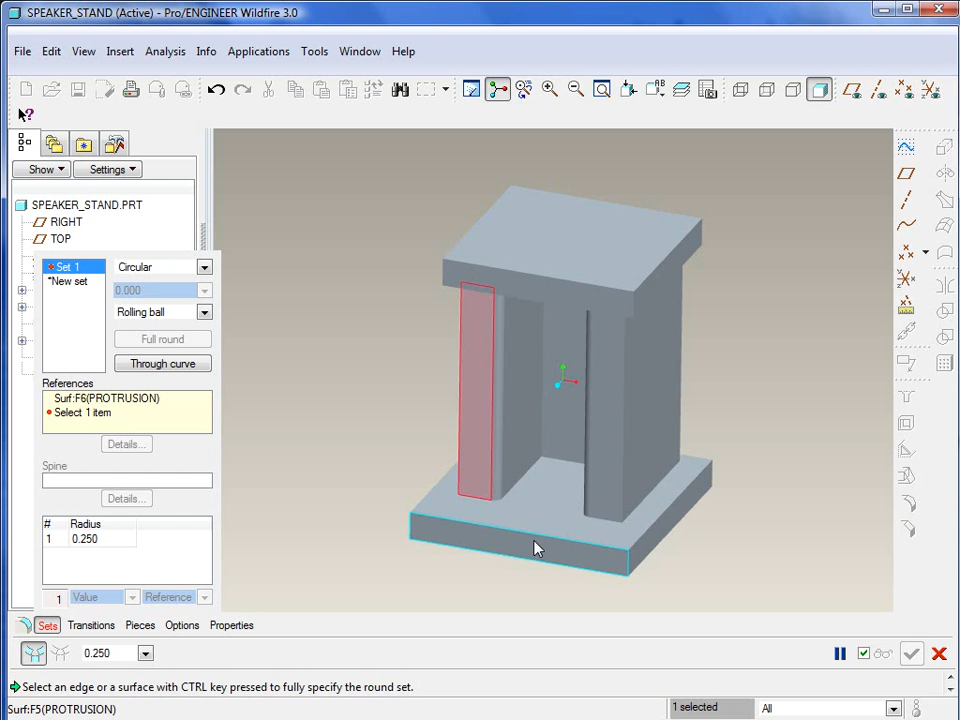 SPEAKER_STAND (Active) - Pro/ENGINEER Wildfire 3.0
File Edit View Insert Analysis Info Applications Tools Window Help
Show Settings
SPEAKER_STAND.PRT
RIGHT
TOP
Set 1
*New set
Circular
0.000
Rolling ball
Full round
Through curve
References
Surf:F6(PROTRUSION)
Select 1 item
Details...
Spine
Details...
# Radius
1 0.250
1 Value Reference
Sets Transitions Pieces Options Properties
0.250
Select an edge or a surface with CTRL key pressed to fully specify the round set.
Surf:F5(PROTRUSION) 1 selected All